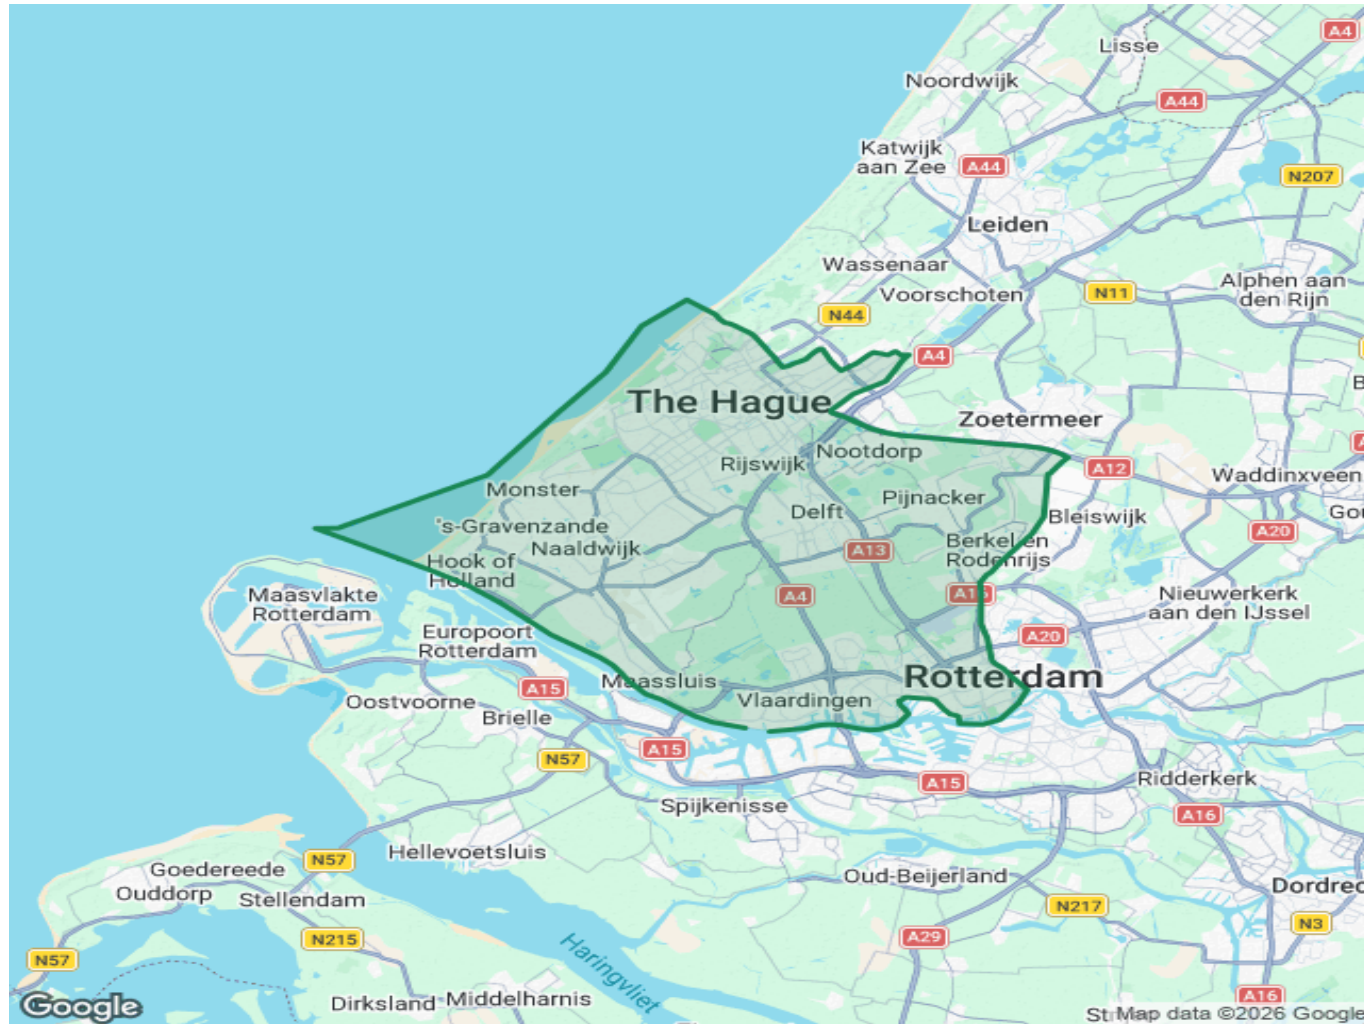 Lisse
A4
Noordwijk
A44
Katwijk
aan Zee
A44
N207
Leiden
Wassenaar
Voorschoten
N11
Alphen aan
den Rijn
N44
A4
The Hague
Zoetermeer
Rijswijk
Nootdorp
A12
Waddinxveen
Monster
Pijnacker
's-Gravenzande
Delft
Bleiswijk
Naaldwijk
A13
Berkel en
Rodenrijs
A20
Hook of
Holland
Maasvlakte
Rotterdam
A4
Nieuwerkerk
aan den IJssel
Europoort
Rotterdam
A20
Maassluis
Rotterdam
A15
Oostvoorne
Vlaardingen
Brielle
A15
N57
A15
Ridderkerk
Spijkenisse
A16
Hellevoetsluis
N57
Goedereede
Ouddorp
Stellendam
Oud-Beijerland
Dordrec
N217
N3
N215
A29
N57
Haringvliet
A16
Google
Dirksland
Middelharnis
Map data ©2026 Google